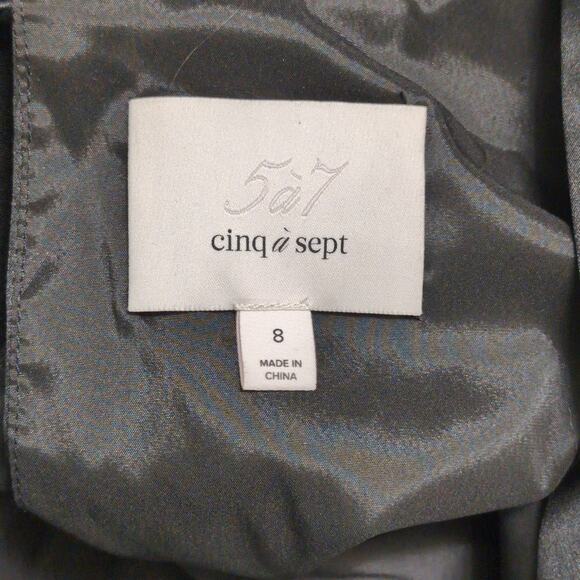 5à7
cinq à sept
8
MADE IN
CHINA